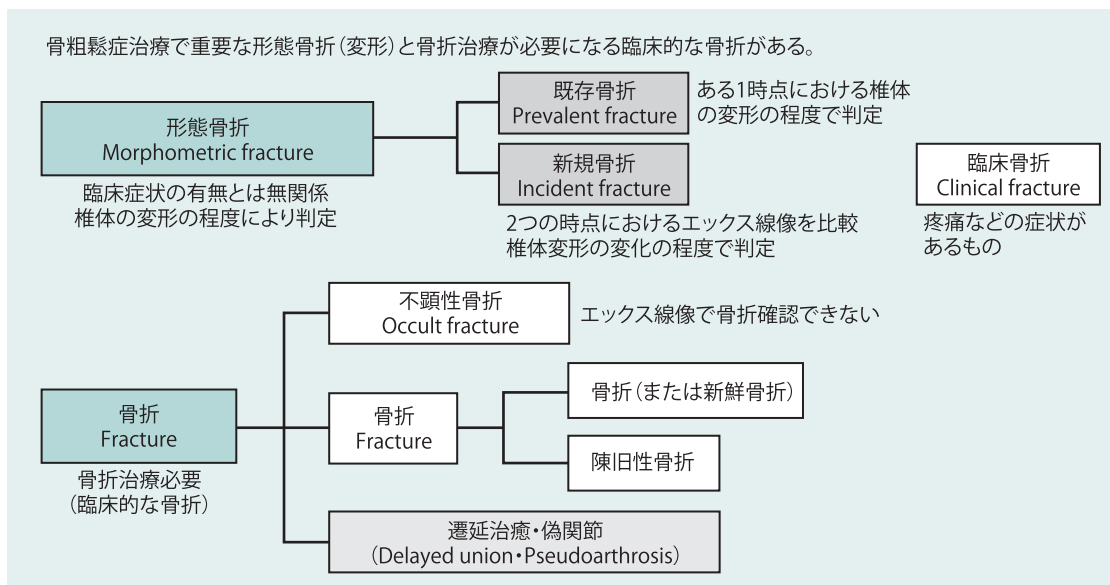 骨粗鬆症治療で重要な形態骨折（変形）と骨折治療が必要になる臨床的な骨折がある。
形態骨折
Morphometric fracture
臨床症状の有無とは無関係
椎体の変形の程度により判定
既存骨折
Prevalent fracture
ある1時点における椎体
の変形の程度で判定
新規骨折
Incident fracture
2つの時点におけるエックス線像を比較
椎体変形の変化の程度で判定
臨床骨折
Clinical fracture
疼痛などの症状が
あるもの
骨折
Fracture
骨折治療必要
（臨床的な骨折）
不顕性骨折
Occult fracture
エックス線像で骨折確認できない
骨折
Fracture
骨折（または新鮮骨折）
陳旧性骨折
遷延治癒・偽関節
（Delayed union・Pseudoarthrosis）